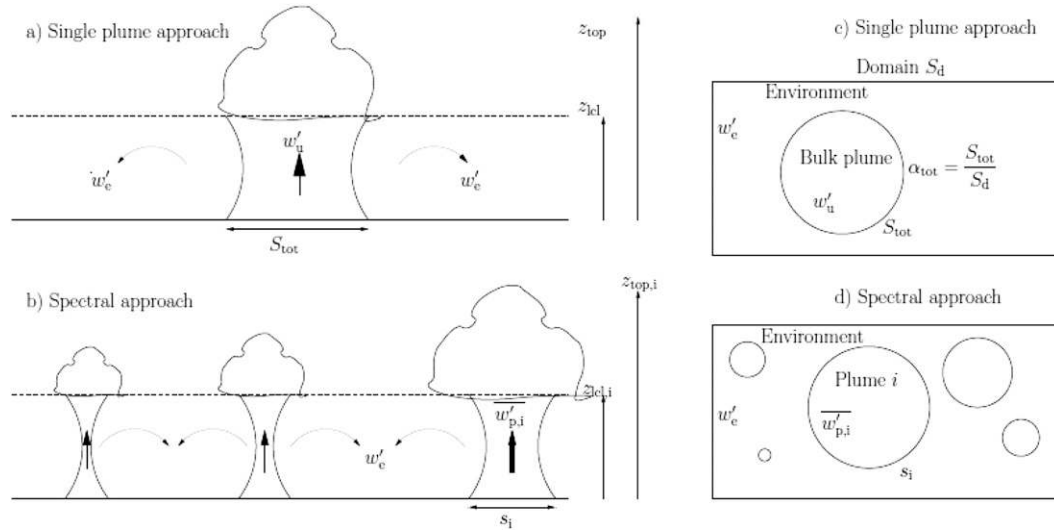 a) Single plume approach
z_top
z_lcl
w'_u
w'_e
w'_e
S_tot
b) Spectral approach
z_top,i
z_lcl,i
w'_p,i
w'_e
s_i
c) Single plume approach
Domain S_d
Environment
w'_e
Bulk plume
α_tot = S_tot / S_d
w'_u
S_tot
d) Spectral approach
Environment
Plume i
w'_e
w'_p,i
s_i